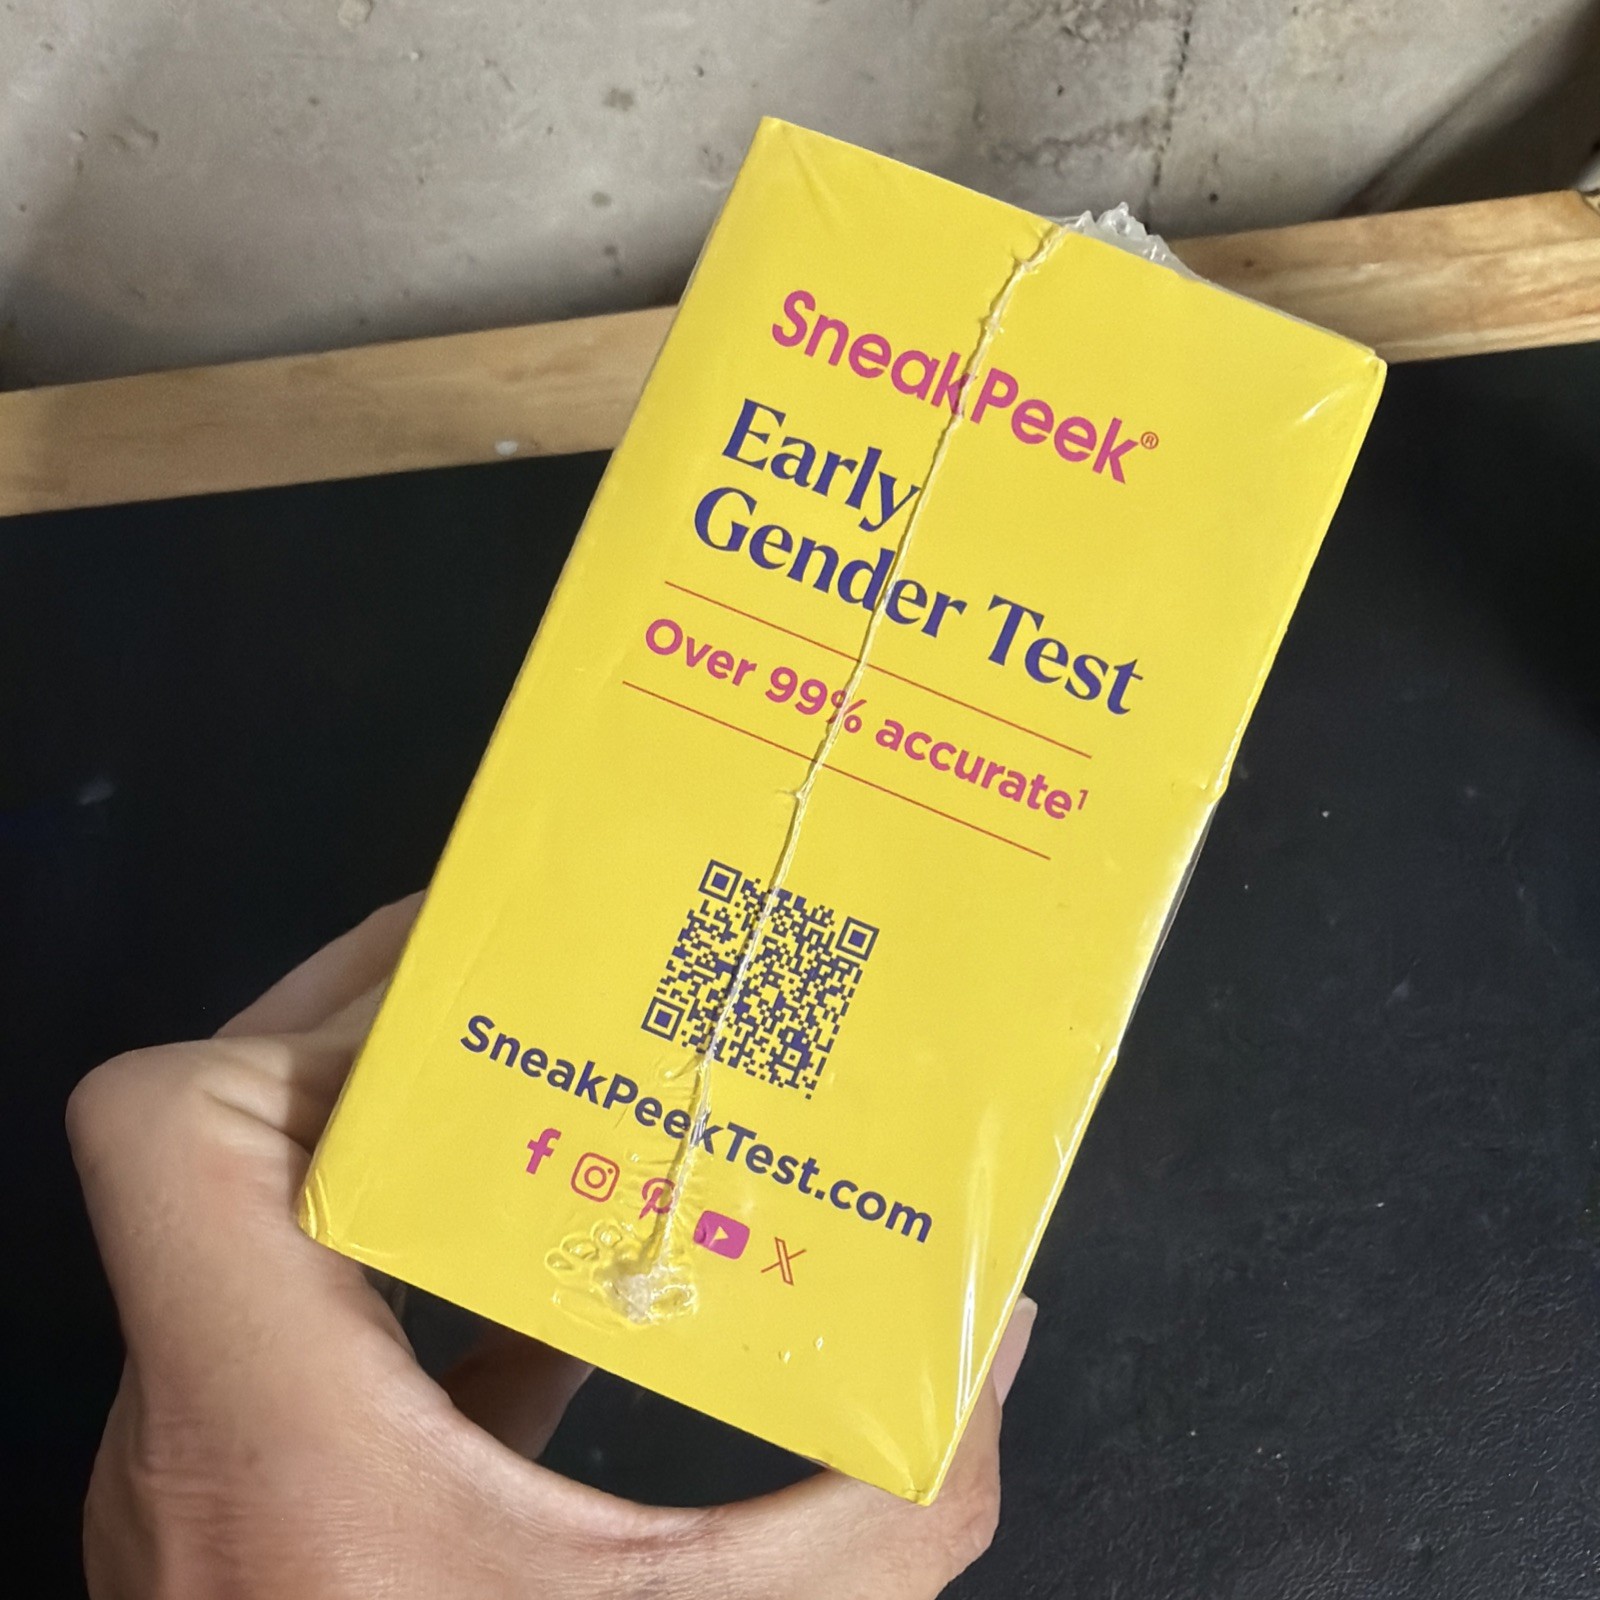 SneakPeek®
Early
Gender Test
Over 99% accurate¹
SneakPeekTest.com